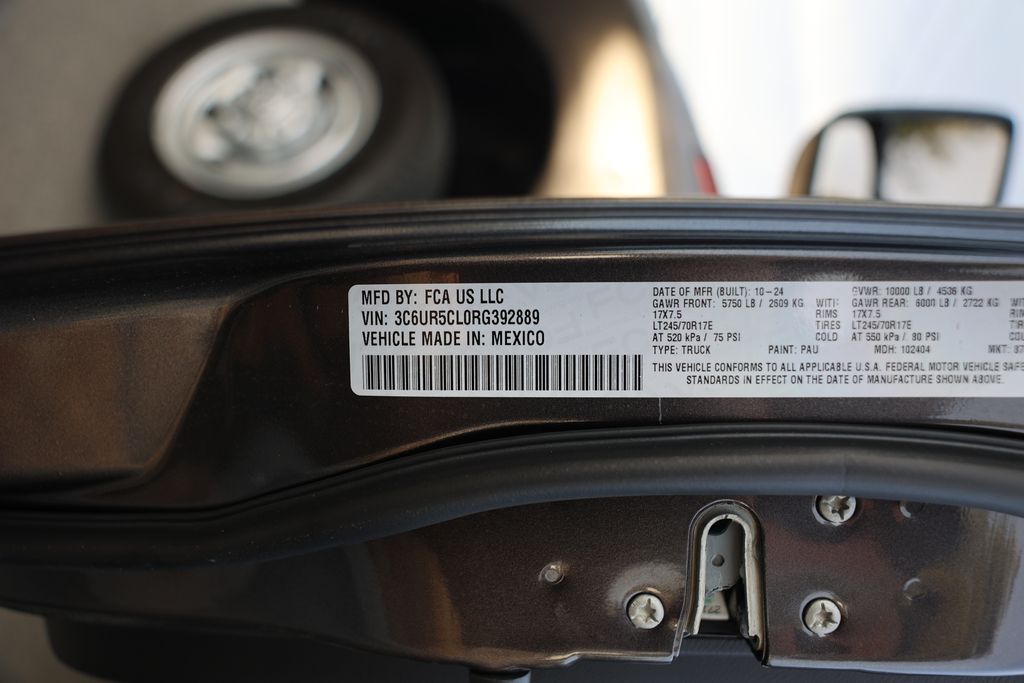 MFD BY: FCA US LLC
VIN: 3C6UR5CL0RG392889
VEHICLE MADE IN: MEXICO
DATE OF MFR (BUILT): 10-24 GVWR: 10000 LB / 4536 KG
GAWR FRONT: 5750 LB / 2609 KG WITH GAWR REAR: 6000 LB / 2722 KG
17X7.5 RIMS 17X7.5
LT245/70R17E TIRES LT245/70R17E
AT 520 kPa / 75 PSI COLD AT 550 kPa / 80 PSI
TYPE: TRUCK PAINT: PAU MDH: 102404 MKT:
THIS VEHICLE CONFORMS TO ALL APPLICABLE U.S.A. FEDERAL MOTOR VEHICLE
STANDARDS IN EFFECT ON THE DATE OF MANUFACTURE SHOWN ABOVE.